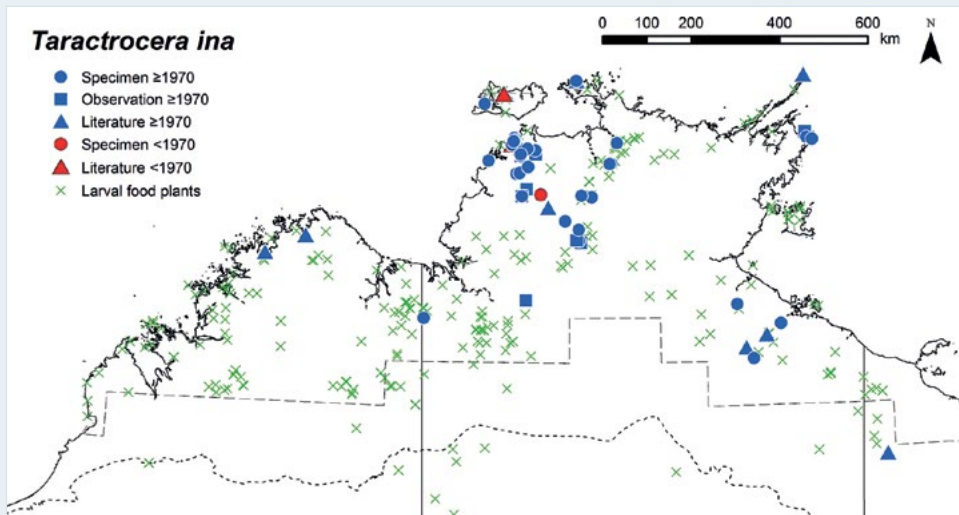 Taractrocera ina
0 100 200 400 600
km
N
Specimen ≥1970
Observation ≥1970
Literature ≥1970
Specimen <1970
Literature <1970
Larval food plants